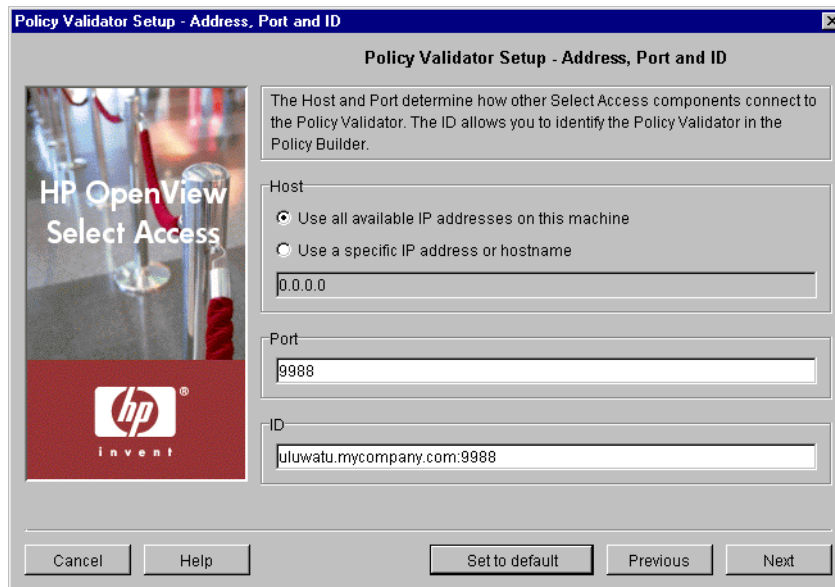 Policy Validator Setup - Address, Port and ID
Policy Validator Setup - Address, Port and ID
The Host and Port determine how other Select Access components connect to
the Policy Validator. The ID allows you to identify the Policy Validator in the
Policy Builder.
HP OpenView
Select Access
hp
®
invent
Host
Use all available IP addresses on this machine
Use a specific IP address or hostname
0.0.0.0
Port
9988
ID
uluwatu.mycompany.com:9988
Cancel
Help
Set to default
Previous
Next